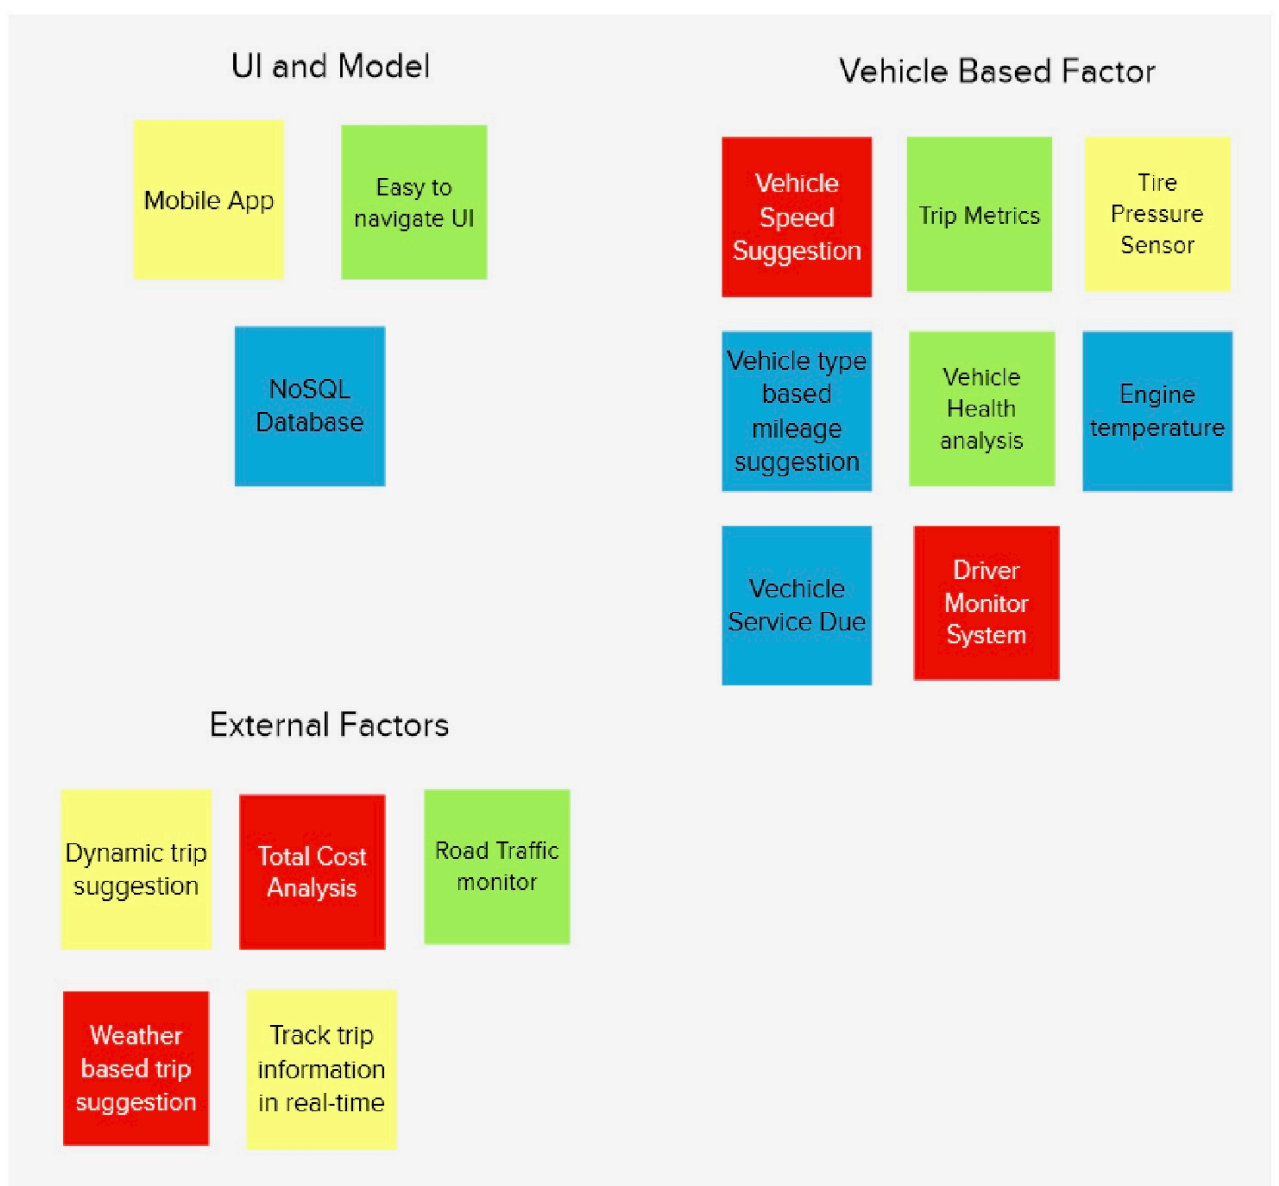 UI and Model
Mobile App
Easy to
navigate UI
NoSQL
Database
Vehicle Based Factor
Vehicle
Speed
Suggestion
Trip Metrics
Tire
Pressure
Sensor
Vehicle type
based
mileage
suggestion
Vehicle
Health
analysis
Engine
temperature
Vechicle
Service Due
Driver
Monitor
System
External Factors
Dynamic trip
suggestion
Total Cost
Analysis
Road Traffic
monitor
Weather
based trip
suggestion
Track trip
information
in real-time